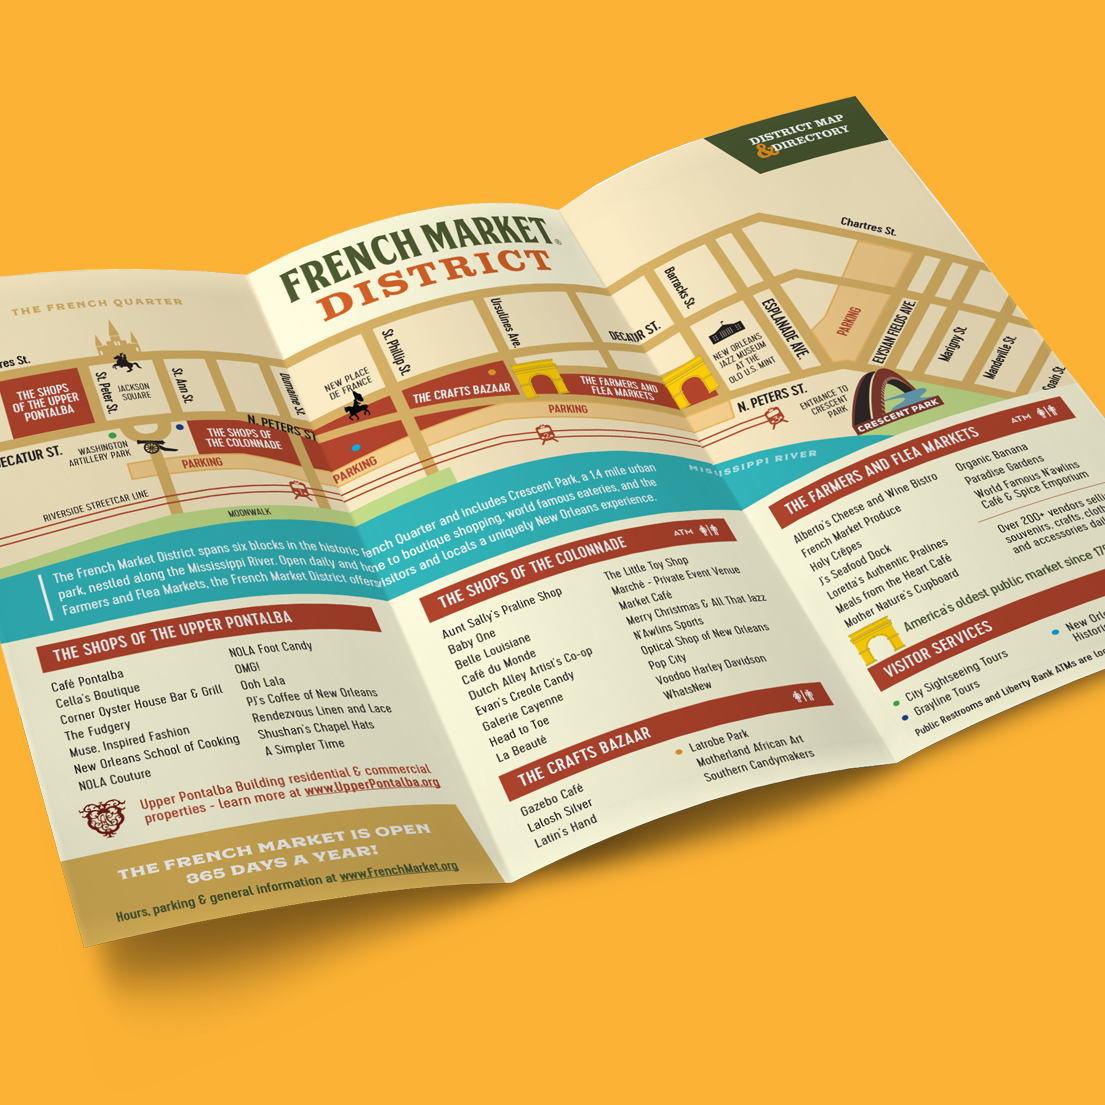 DISTRICT MAP
& DIRECTORY
FRENCH MARKET®
DISTRICT
THE FRENCH QUARTER
Chartres St.
res St.
THE SHOPS
OF THE UPPER
PONTALBA
St. Peter St.
JACKSON
SQUARE
St. Ann St.
Dumaine St.
NEW PLACE
DE FRANCE
St. Phillip St.
Ursulines Ave.
DECATUR ST.
Barracks St.
NEW ORLEANS
JAZZ MUSEUM
AT THE
OLD U.S. MINT
ESPLANADE AVE.
PARKING
ELYSIAN FIELDS AVE.
Marigny St.
Mandeville St.
Spain St.
ECATUR ST.
WASHINGTON
ARTILLERY PARK
THE SHOPS OF
THE COLONNADE
N. PETERS ST
PARKING
PARKING
THE CRAFTS BAZAAR
THE FARMERS AND
FLEA MARKETS
PARKING
N. PETERS ST.
ENTRANCE TO
CRESCENT
PARK
CRESCENT PARK
RIVERSIDE STREETCAR LINE
MOONWALK
MISSISSIPPI RIVER
The French Market District spans six blocks in the historic French Quarter and includes Crescent Park, a 1.4 mile urban
park, nestled along the Mississippi River. Open daily and home to boutique shopping, world famous eateries, and the
Farmers and Flea Markets, the French Market District offers visitors and locals a uniquely New Orleans experience.
THE SHOPS OF THE UPPER PONTALBA
Café Pontalba
Cella's Boutique
Corner Oyster House Bar & Grill
The Fudgery
Muse. Inspired Fashion
New Orleans School of Cooking
NOLA Couture
NOLA Foot Candy
OMG!
Ooh Lala
PJ's Coffee of New Orleans
Rendezvous Linen and Lace
Shushan's Chapel Hats
A Simpler Time
Upper Pontalba Building residential & commercial
properties - learn more at www.UpperPontalba.org
THE FRENCH MARKET IS OPEN
365 DAYS A YEAR!
Hours, parking & general information at www.FrenchMarket.org
THE SHOPS OF THE COLONNADE
ATM
Aunt Sally's Praline Shop
Baby One
Belle Louisiane
Café du Monde
Dutch Alley Artist's Co-op
Evan's Creole Candy
Galerie Cayenne
Head to Toe
La Beauté
The Little Toy Shop
Marché - Private Event Venue
Market Café
Merry Christmas & All That Jazz
N'Awlins Sports
Optical Shop of New Orleans
Pop City
Voodoo Harley Davidson
WhatsNew
THE CRAFTS BAZAAR
Gazebo Café
Lalosh Silver
Latin's Hand
Latrobe Park
Motherland African Art
Southern Candymakers
THE FARMERS AND FLEA MARKETS
ATM
Alberto's Cheese and Wine Bistro
French Market Produce
Holy Crêpes
J's Seafood Dock
Loretta's Authentic Pralines
Meals from the Heart Café
Mother Nature's Cupboard
Organic Banana
Paradise Gardens
World Famous N'awlins
Café & Spice Emporium
Over 200+ vendors selli
souvenirs, crafts, cloth
and accessories dai
America's oldest public market since 179
VISITOR SERVICES
City Sightseeing Tours
Grayline Tours
New Orle
Historic
Public Restrooms and Liberty Bank ATMs are loc